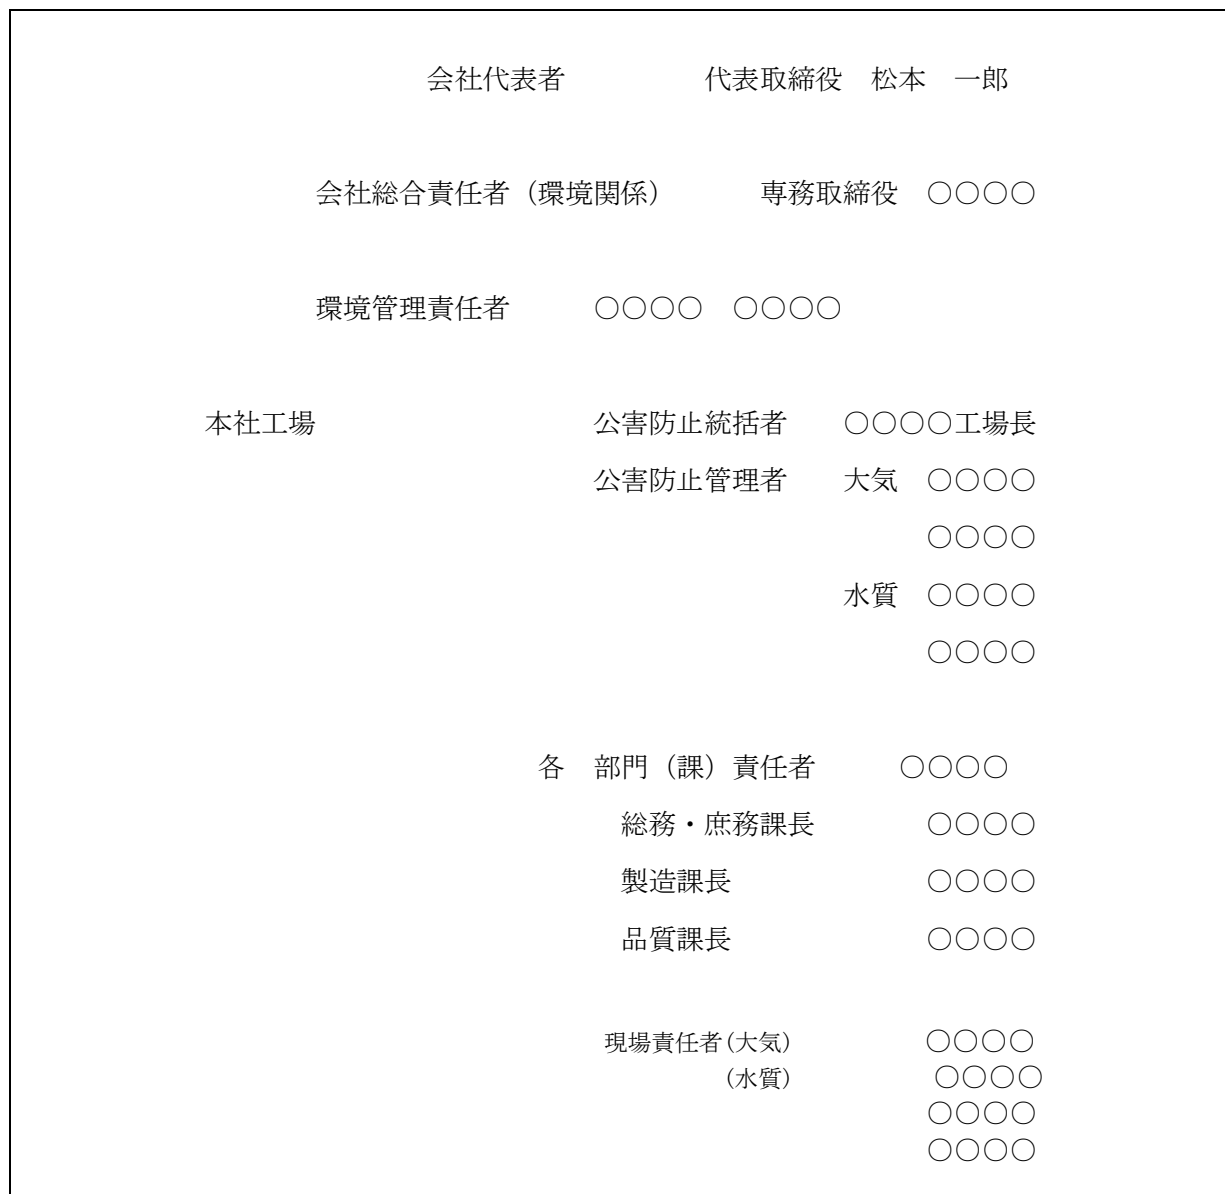 会社代表者　代表取締役　松本　一郎
会社総合責任者（環境関係）　専務取締役　○○○○
環境管理責任者　○○○○　○○○○
本社工場　公害防止統括者　○○○○工場長
公害防止管理者　大気　○○○○
○○○○
水質　○○○○
○○○○
各　部門（課）責任者　○○○○
総務・庶務課長　○○○○
製造課長　○○○○
品質課長　○○○○
現場責任者(大気)　○○○○
(水質)　○○○○
○○○○
○○○○